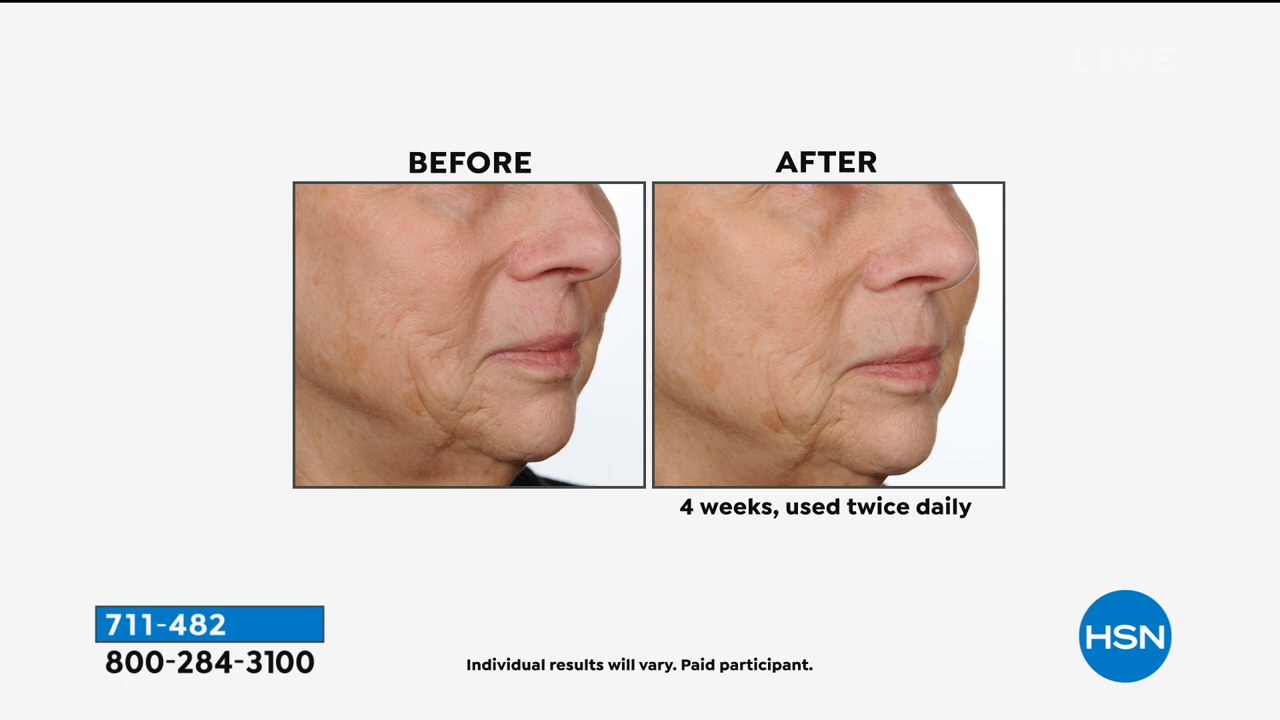 LIVE
BEFORE
AFTER
4 weeks, used twice daily
711-482
800-284-3100
Individual results will vary. Paid participant.
HSN